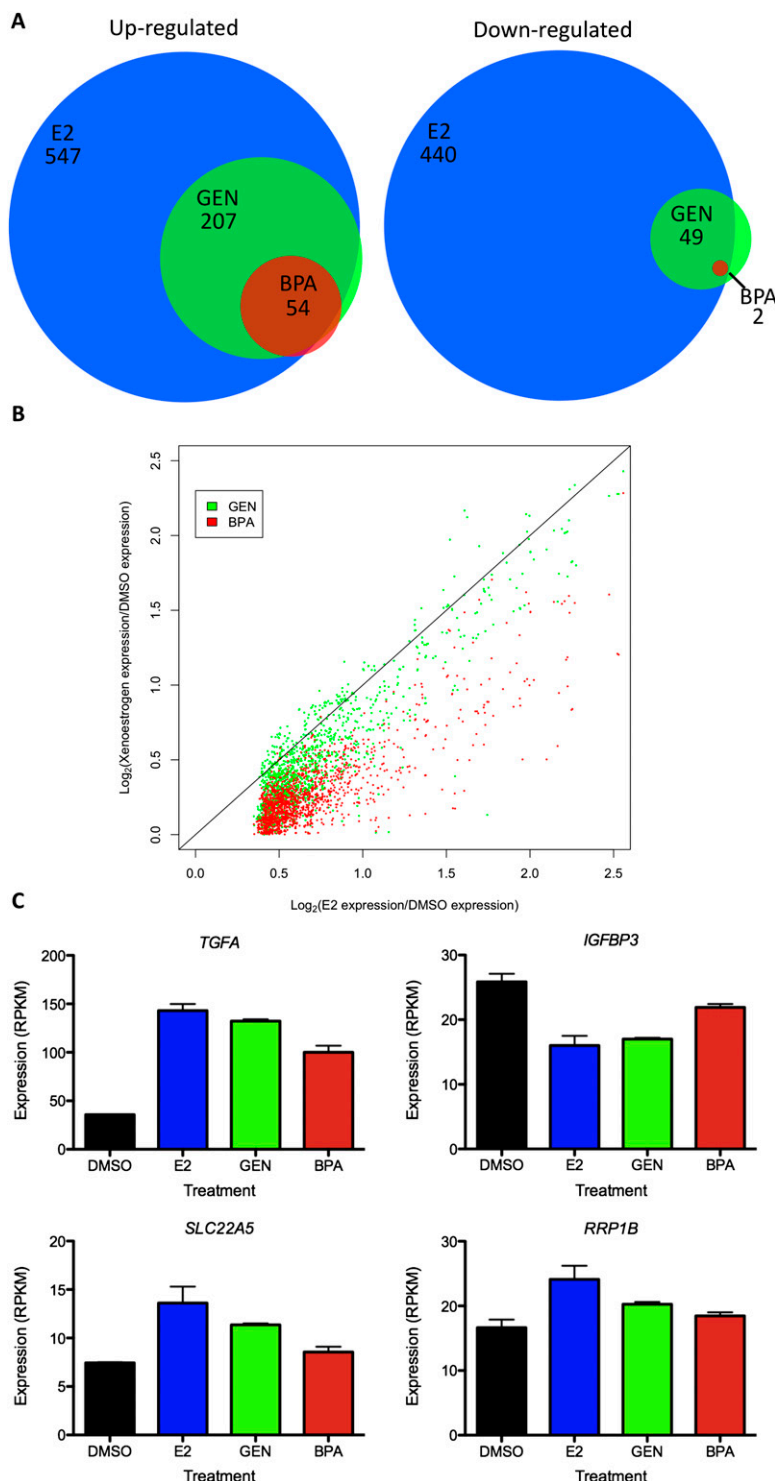 A
Up-regulated
Down-regulated
E2
547
GEN
207
BPA
54
E2
440
GEN
49
BPA
2
B
Log2(Xenoestrogen expression/DMSO expression)
2.5
2.0
1.5
1.0
0.5
0.0
GEN
BPA
0.0 0.5 1.0 1.5 2.0 2.5
Log2(E2 expression/DMSO expression)
C
TGFA
Expression (RPKM)
200
150
100
50
0
DMSO E2 GEN BPA
Treatment
IGFBP3
Expression (RPKM)
30
20
10
0
DMSO E2 GEN BPA
Treatment
SLC22A5
Expression (RPKM)
20
15
10
5
0
DMSO E2 GEN BPA
Treatment
RRP1B
Expression (RPKM)
30
20
10
0
DMSO E2 GEN BPA
Treatment